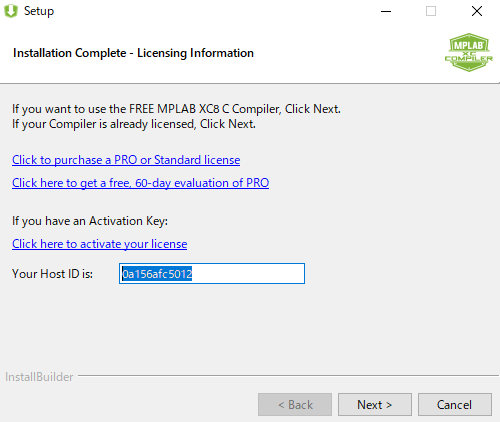 Setup
Installation Complete - Licensing Information
MPLAB
XC
COMPILER
If you want to use the FREE MPLAB XC8 C Compiler, Click Next.
If your Compiler is already licensed, Click Next.
Click to purchase a PRO or Standard license
Click here to get a free, 60-day evaluation of PRO
If you have an Activation Key:
Click here to activate your license
Your Host ID is: 0a156afc5012
InstallBuilder
< Back Next > Cancel